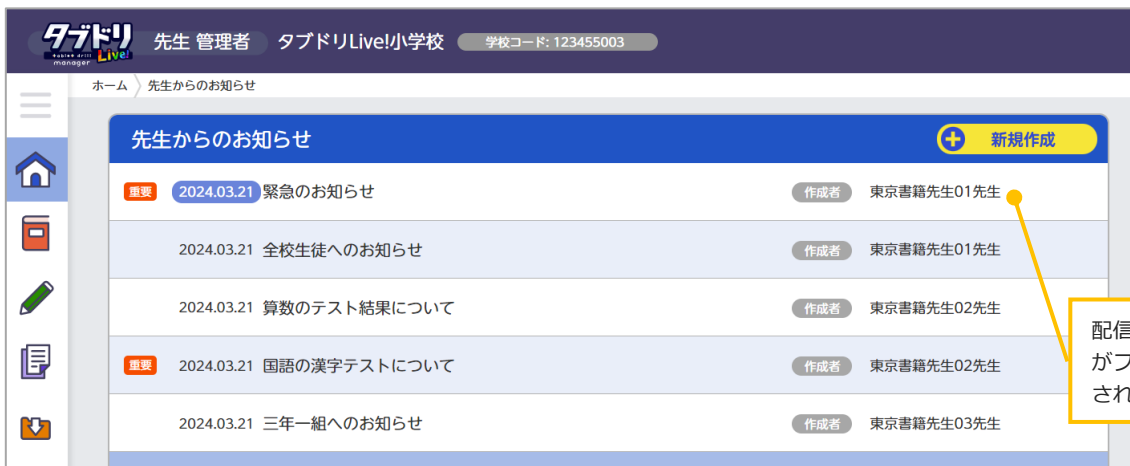 タブドリ
Live!
tablet drill
manager
先生 管理者 タブドリLive!小学校 学校コード: 123455003
ホーム 〉 先生からのお知らせ
先生からのお知らせ 新規作成
重要 2024.03.21 緊急のお知らせ 作成者 東京書籍先生01先生
2024.03.21 全校生徒へのお知らせ 作成者 東京書籍先生01先生
2024.03.21 算数のテスト結果について 作成者 東京書籍先生02先生
重要 2024.03.21 国語の漢字テストについて 作成者 東京書籍先生02先生
2024.03.21 三年一組へのお知らせ 作成者 東京書籍先生03先生
配信
がフ
され